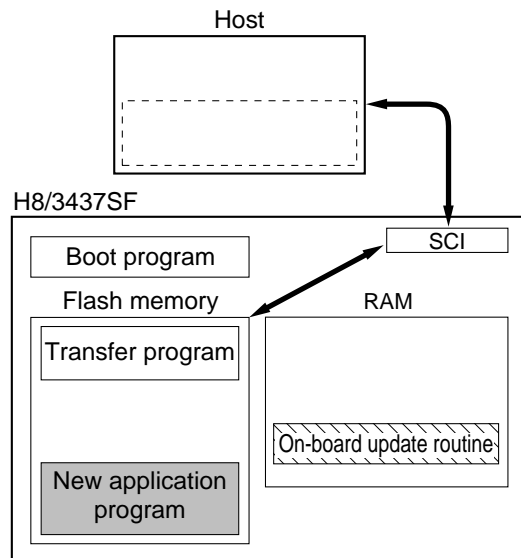 Host
H8/3437SF
SCI
Boot program
Flash memory
RAM
Transfer program
On-board update routine
New application
program